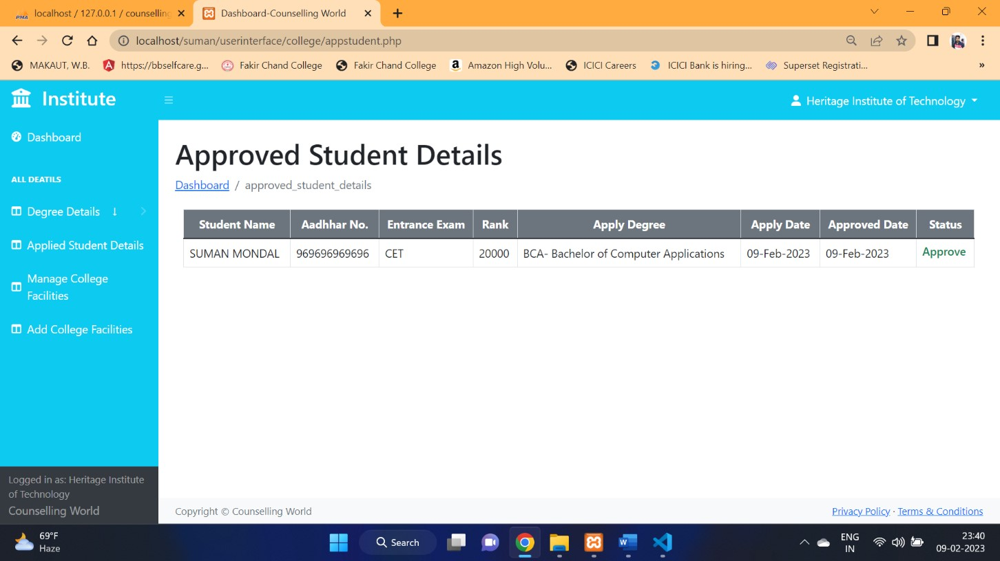 PMA localhost / 127.0.0.1 / counselling
Dashboard-Counselling World
localhost/suman/userinterface/college/appstudent.php
MAKAUT, W.B. https://bbselfcare.g... Fakir Chand College Fakir Chand College Amazon High Volu... ICICI Careers ICICI Bank is hiring... Superset Registrati... »
Institute
Heritage Institute of Technology
Dashboard
ALL DEATILS
Degree Details
Applied Student Details
Manage College
Facilities
Add College Facilities
Logged in as: Heritage Institute
of Technology
Counselling World
Approved Student Details
Dashboard / approved_student_details
Student Name Aadhhar No. Entrance Exam Rank Apply Degree Apply Date Approved Date Status
SUMAN MONDAL 969696969696 CET 20000 BCA- Bachelor of Computer Applications 09-Feb-2023 09-Feb-2023 Approve
Copyright © Counselling World
Privacy Policy · Terms & Conditions
69°F
Haze
Search
ENG
IN
23:40
09-02-2023